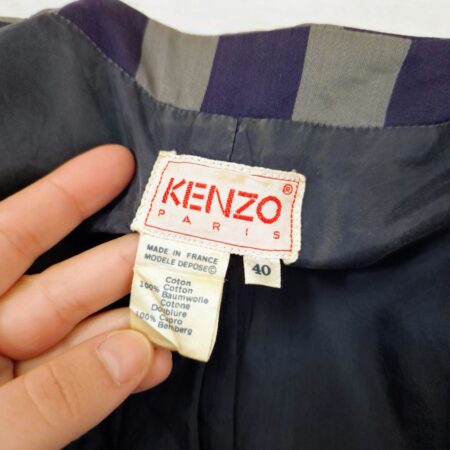 KENZO®
PARIS
MADE IN FRANCE
MODELE DEPOSE©
40
Coton
100% Cotton
Baumwolle
Cotone
Doublure
Cupro
100% Bemberg